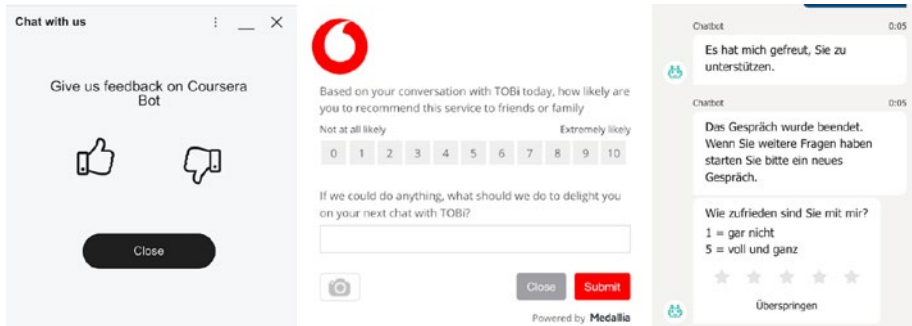 Chat with us
Give us feedback on Coursera
Bot
Close
Based on your conversation with TOBi today, how likely are
you to recommend this service to friends or family
Not at all likely
Extremely likely
0 1 2 3 4 5 6 7 8 9 10
If we could do anything, what should we do to delight you
on your next chat with TOBi?
Close
Submit
Powered by Medallia
Chatbot
0:05
Es hat mich gefreut, Sie zu
unterstützen.
Chatbot
0:05
Das Gespräch wurde beendet.
Wenn Sie weitere Fragen haben
starten Sie bitte ein neues
Gespräch.
Wie zufrieden sind Sie mit mir?
1 = gar nicht
5 = voll und ganz
Überspringen